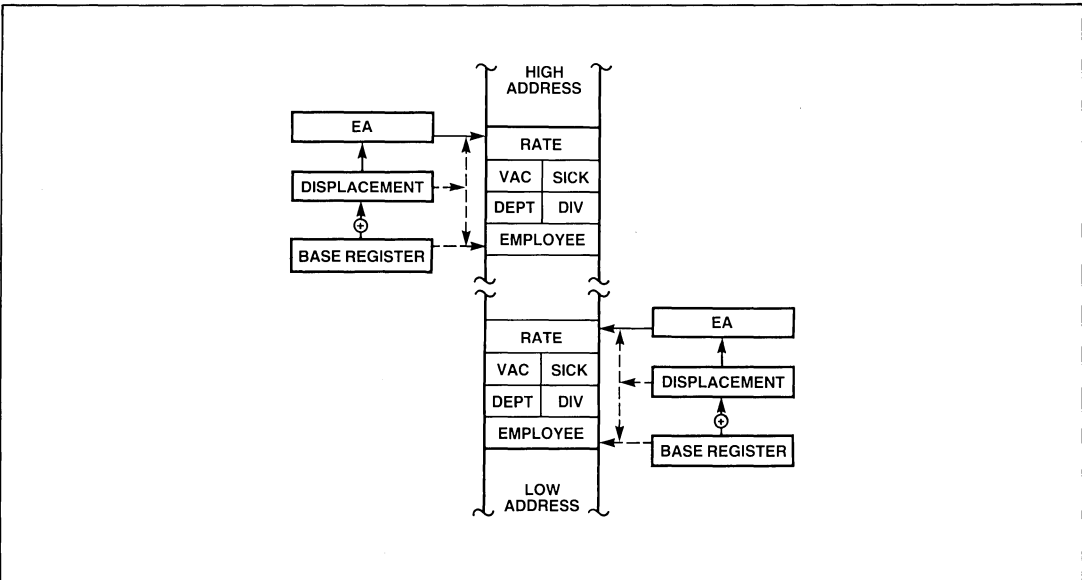 HIGH
ADDRESS
EA
RATE
DISPLACEMENT
VAC SICK
DEPT DIV
BASE REGISTER
EMPLOYEE
RATE
EA
VAC SICK
DISPLACEMENT
DEPT DIV
EMPLOYEE
BASE REGISTER
LOW
ADDRESS